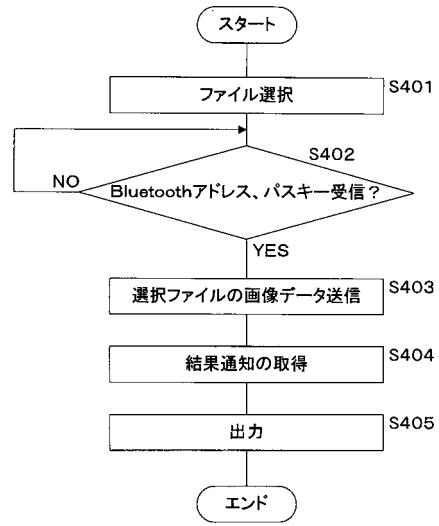 スタート
ファイル選択
S401
S402
NO
Bluetoothアドレス、パスキー受信?
YES
選択ファイルの画像データ送信
S403
結果通知の取得
S404
出力
S405
エンド